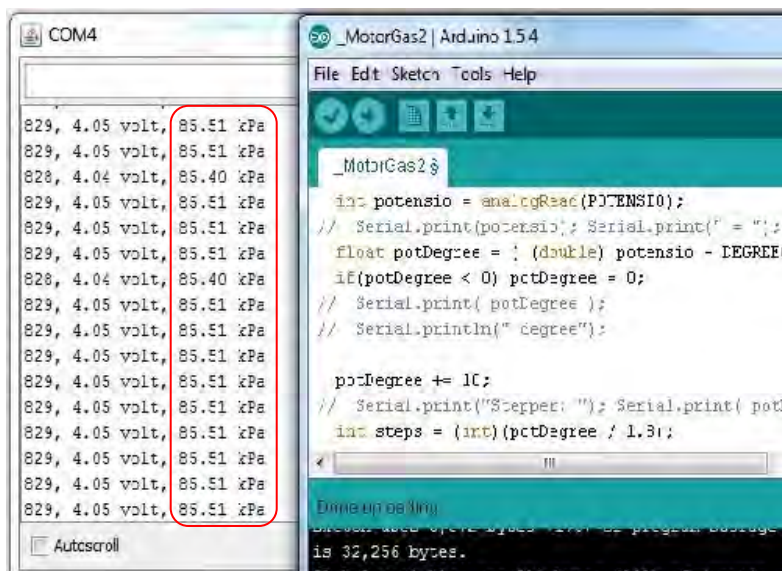 COM4
829, 4.05 volt, 85.51 kPa
829, 4.05 volt, 85.51 kPa
828, 4.04 volt, 85.40 kPa
829, 4.05 volt, 85.51 kPa
829, 4.05 volt, 85.51 kPa
829, 4.05 volt, 85.51 kPa
828, 4.04 volt, 85.40 kPa
829, 4.05 volt, 85.51 kPa
829, 4.05 volt, 85.51 kPa
829, 4.05 volt, 85.51 kPa
829, 4.05 volt, 85.51 kPa
829, 4.05 volt, 85.51 kPa
829, 4.05 volt, 85.51 kPa
829, 4.05 volt, 85.51 kPa
829, 4.05 volt, 85.51 kPa
829, 4.05 volt, 85.51 kPa
Autoscroll
_MotorGas2 | Arduino 1.5.4
File Edit Sketch Tools Help
_MotorGas2 §
int potensio = analogRead(POTENSIO);
// Serial.print(potensio); Serial.print(" = ");
float potDegree = ( (double) potensio - DEGREE
if(potDegree < 0) potDegree = 0;
// Serial.print( potDegree );
// Serial.println(" degree");
potDegree += 10;
// Serial.print("Stepper: "); Serial.print( pot
int steps = (int)(potDegree / 1.8);
Done uploading.
is 32,256 bytes.